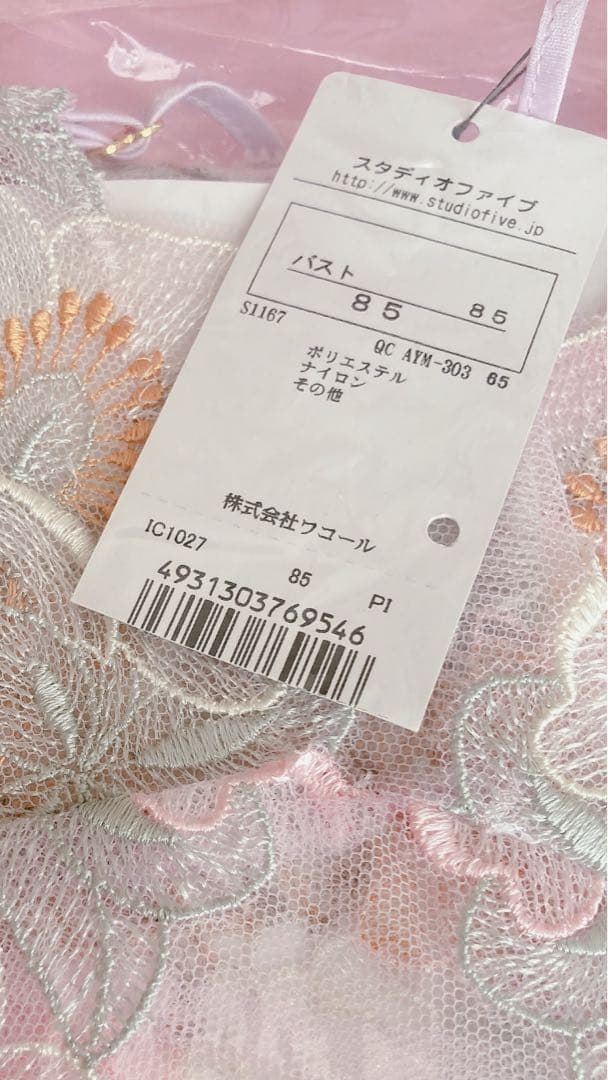 スタディオファイブ
http://www.studiofive.jp
バスト
85 85
S1167 QC AYM-303 65
ポリエステル
ナイロン
その他
株式会社ワコール
IC1027 85 PI
4931303769546